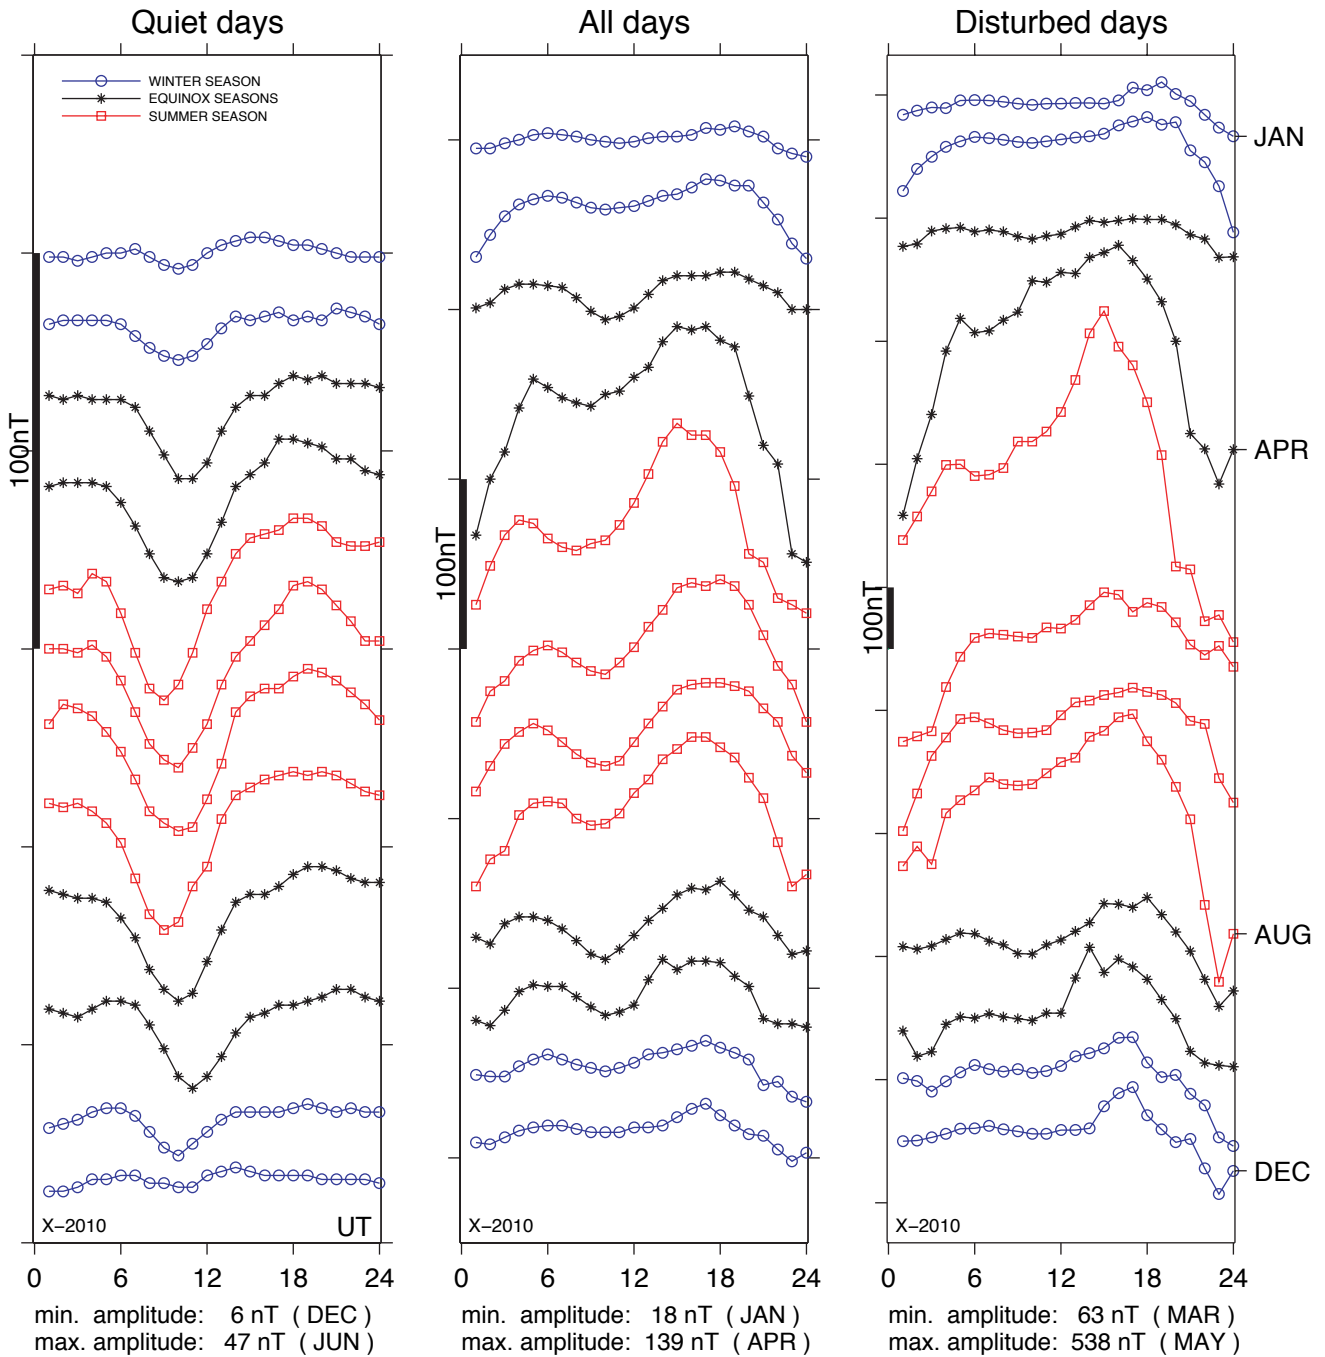 Quiet days
All days
Disturbed days
WINTER SEASON
EQUINOX SEASONS
SUMMER SEASON
JAN
APR
100nT
100nT
100nT
AUG
DEC
X–2010
UT
X–2010
X–2010
0 6 12 18 24
0 6 12 18 24
0 6 12 18 24
min. amplitude: 6 nT ( DEC )
max. amplitude: 47 nT ( JUN )
min. amplitude: 18 nT ( JAN )
max. amplitude: 139 nT ( APR )
min. amplitude: 63 nT ( MAR )
max. amplitude: 538 nT ( MAY )